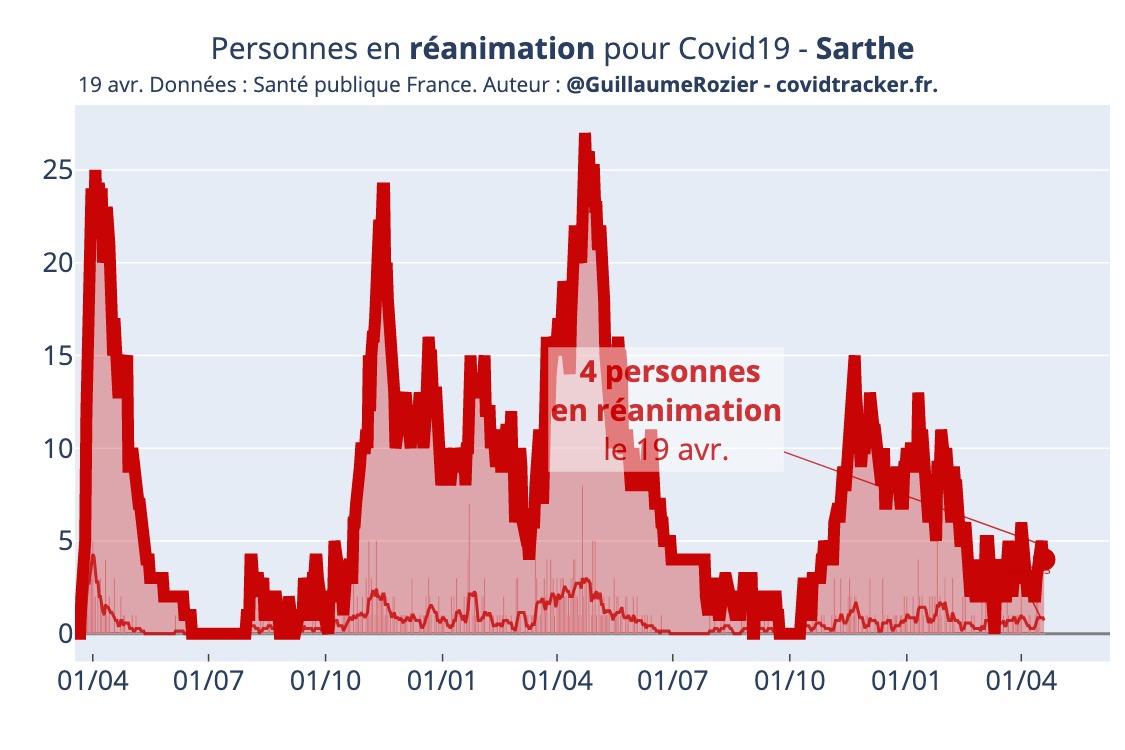 Personnes en réanimation pour Covid19 - Sarthe
19 avr. Données : Santé publique France. Auteur : @GuillaumeRozier - covidtracker.fr.
25
20
15
10
5
0
4 personnes
en réanimation
le 19 avr.
01/04 01/07 01/10 01/01 01/04 01/07 01/10 01/01 01/04